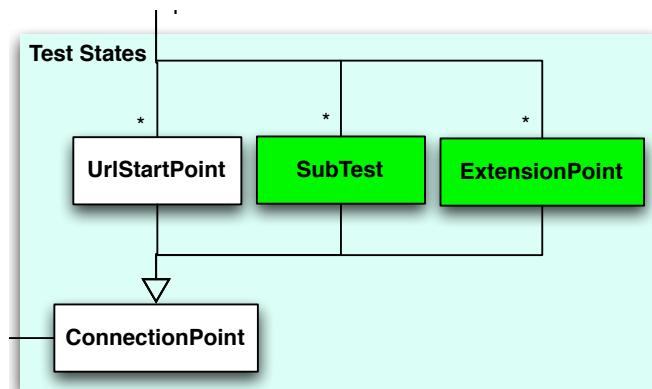 Test States
* * *
UrlStartPoint SubTest ExtensionPoint
ConnectionPoint